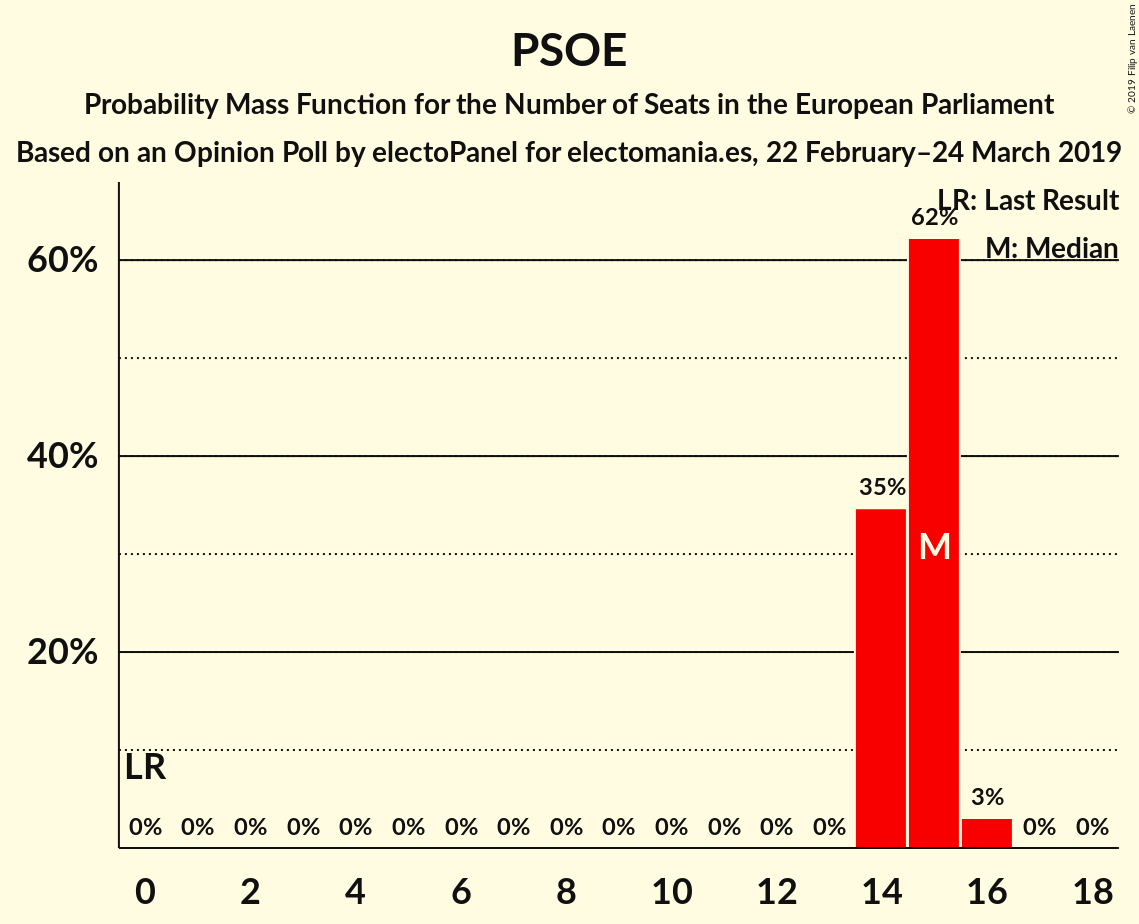 PSOE
Probability Mass Function for the Number of Seats in the European Parliament
Based on an Opinion Poll by electoPanel for electomania.es, 22 February–24 March 2019
© 2019 Filip van Laenen
LR: Last Result
M: Median
62%
60%
40%
35%
M
20%
LR
3%
0% 0% 0% 0% 0% 0% 0% 0% 0% 0% 0% 0% 0% 0% 0% 0%
0 2 4 6 8 10 12 14 16 18